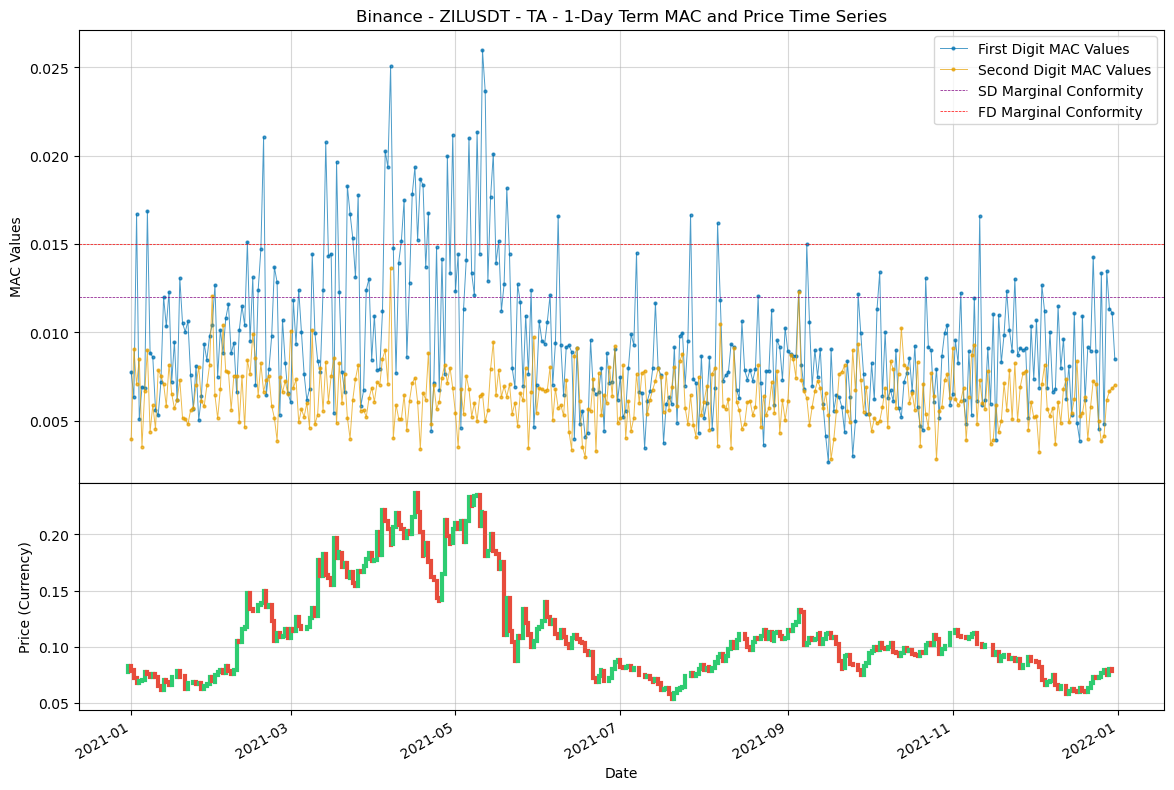 Binance - ZILUSDT - TA - 1-Day Term MAC and Price Time Series
First Digit MAC Values
Second Digit MAC Values
SD Marginal Conformity
FD Marginal Conformity
MAC Values
0.025
0.020
0.015
0.010
0.005
Price (Currency)
0.20
0.15
0.10
0.05
2021-01
2021-03
2021-05
2021-07
2021-09
2021-11
2022-01
Date